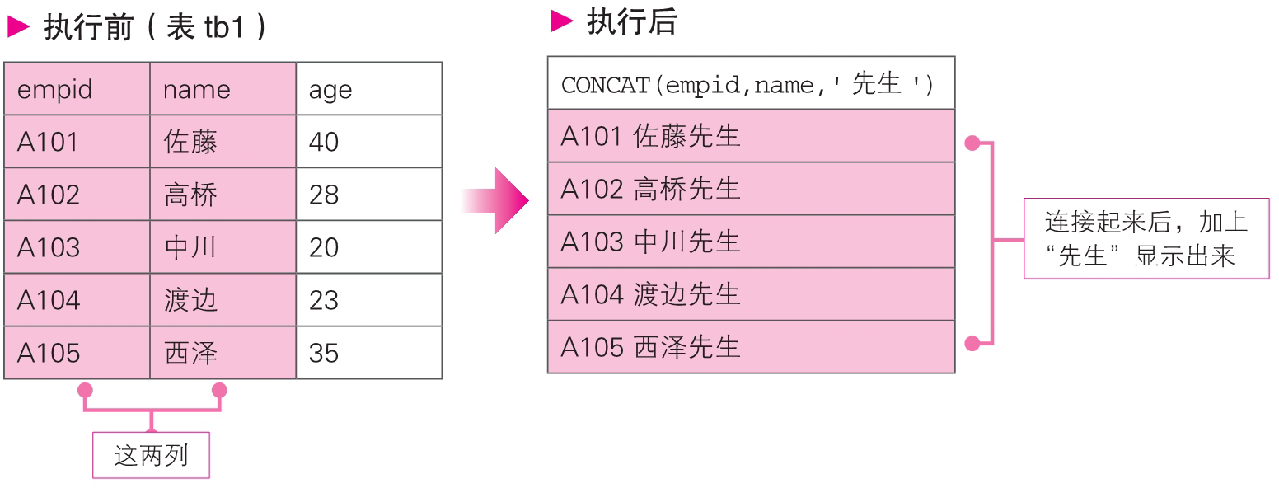 执行前（表 tb1）
empid name age
A101 佐藤 40
A102 高桥 28
A103 中川 20
A104 渡边 23
A105 西泽 35
这两列
执行后
CONCAT(empid,name,' 先生 ')
A101 佐藤先生
A102 高桥先生
A103 中川先生
A104 渡边先生
A105 西泽先生
连接起来后，加上
“先生”显示出来